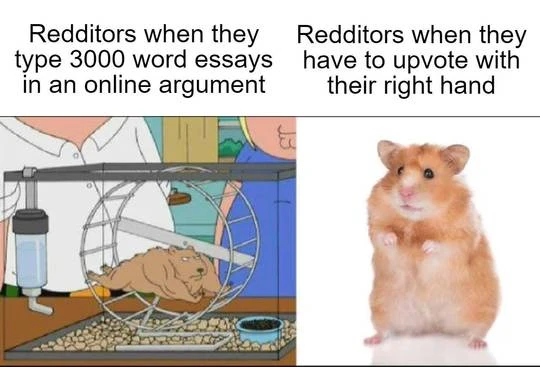 Redditors when they
type 3000 word essays
in an online argument
Redditors when they
have to upvote with
their right hand